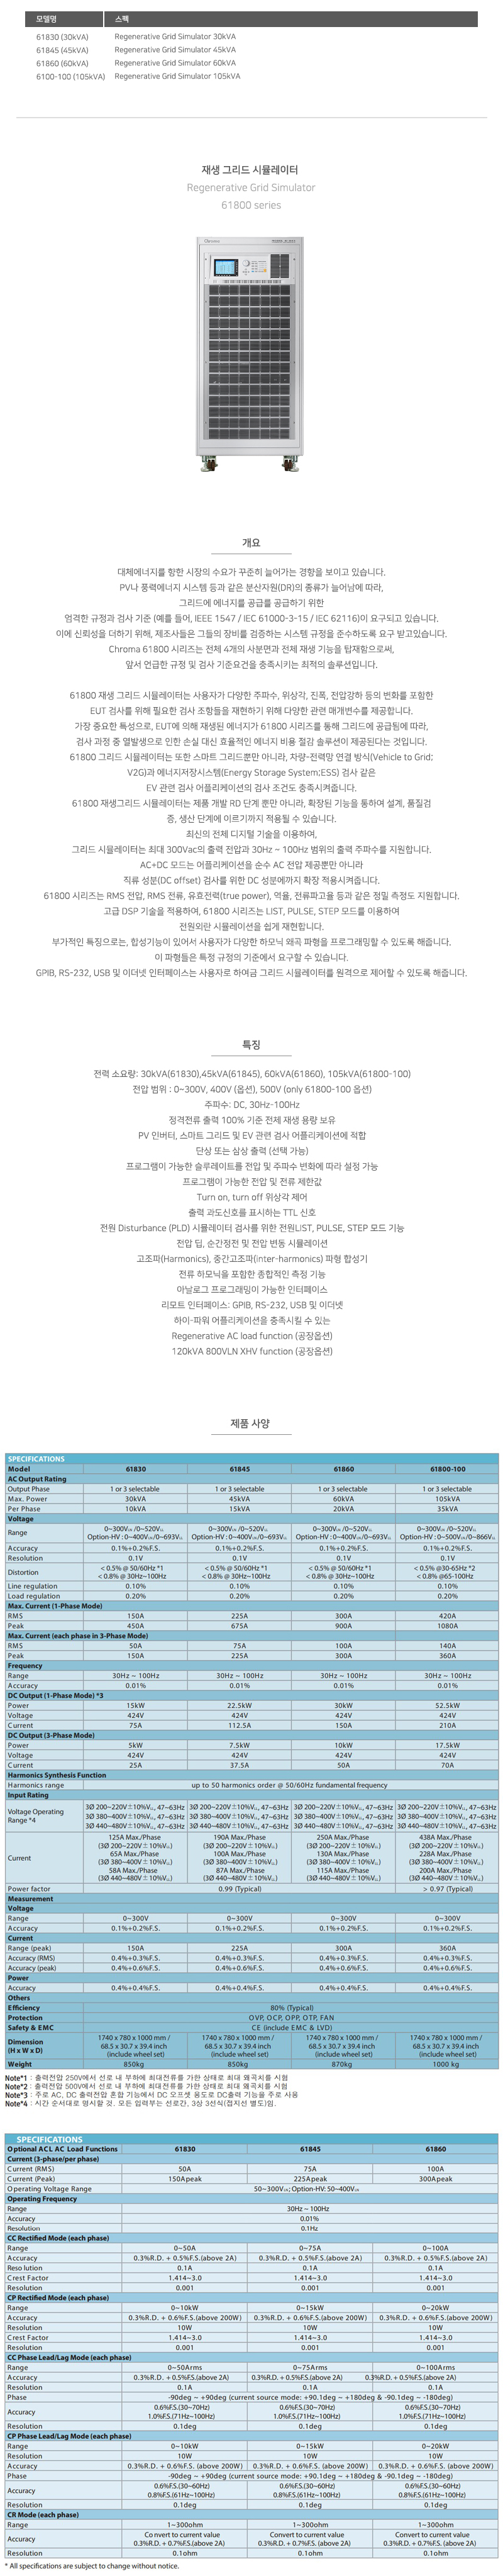 모델명 스펙
61830 (30kVA) Regenerative Grid Simulator 30kVA
61845 (45kVA) Regenerative Grid Simulator 45kVA
61860 (60kVA) Regenerative Grid Simulator 60kVA
6100-100 (105kVA) Regenerative Grid Simulator 105kVA
재생 그리드 시뮬레이터
Regenerative Grid Simulator
61800 series
개요
대체에너지를 향한 시장의 수요가 꾸준히 늘어가는 경향을 보이고 있습니다.
PV나 풍력에너지 시스템 등과 같은 분산자원(DR)의 종류가 늘어남에 따라,
그리드에 에너지를 공급를 공급하기 위한
엄격한 규정과 검사 기준 (예를 들어, IEEE 1547 / IEC 61000-3-15 / IEC 62116)이 요구되고 있습니다.
이에 신뢰성을 더하기 위해, 제조사들은 그들의 장비를 검증하는 시스템 규정을 준수하도록 요구 받고있습니다.
Chroma 61800 시리즈는 전체 4개의 사분면과 전체 재생 기능을 탑재함으로써,
앞서 언급한 규정 및 검사 기준요건을 충족시키는 최적의 솔루션입니다.
61800 재생 그리드 시뮬레이터는 사용자가 다양한 주파수, 위상각, 진폭, 전압강하 등의 변화를 포함한
EUT 검사를 위해 필요한 검사 조항들을 재현하기 위해 다양한 관련 매개변수를 제공합니다.
가장 중요한 특성으로, EUT에 의해 재생된 에너지가 61800 시리즈를 통해 그리드에 공급됨에 따라,
검사 과정 중 열발생으로 인한 손실 대신 효율적인 에너지 비용 절감 솔루션이 제공된다는 것입니다.
61800 그리드 시뮬레이터는 또한 스마트 그리드뿐만 아니라, 차량-전력망 연결 방식(Vehicle to Grid;
V2G)과 에너지저장시스템(Energy Storage System;ESS) 검사 같은
EV 관련 검사 어플리케이션의 검사 조건도 충족시킵니다.
61800 재생그리드 시뮬레이터는 제품 개발 RD 단계 뿐만 아니라, 확장된 기능을 통하여 설계, 품질검
증, 생산 단계에 이르기까지 적용될 수 있습니다.
최신의 전체 디지털 기술을 이용하여,
그리드 시뮬레이터는 최대 300Vac의 출력 전압과 30Hz ~ 100Hz 범위의 출력 주파수를 지원합니다.
AC+DC 모드는 어플리케이션을 순수 AC 전압 제공뿐만 아니라
직류 성분(DC offset) 검사를 위한 DC 성분에까지 확장 적용시켜줍니다.
61800 시리즈는 RMS 전압, RMS 전류, 유효전력(true power), 역율, 전류파고율 등과 같은 정밀 측정도 지원합니다.
고급 DSP 기술을 적용하여, 61800 시리즈는 LIST, PULSE, STEP 모드를 이용하여
전원외란 시뮬레이션을 쉽게 재현합니다.
부가적인 특징으로는, 합성기능이 있어서 사용자가 다양한 하모닉 왜곡 파형을 프로그래밍할 수 있도록 해줍니다.
이 파형들은 특정 규정의 기준에서 요구할 수 있습니다.
GPIB, RS-232, USB 및 이더넷 인터페이스는 사용자로 하여금 그리드 시뮬레이터를 원격으로 제어할 수 있도록 해줍니다.
특징
전력 소요량: 30kVA(61830),45kVA(61845), 60kVA(61860), 105kVA(61800-100)
전압 범위 : 0~300V, 400V (옵션), 500V (only 61800-100 옵션)
주파수: DC, 30Hz-100Hz
정격전류 출력 100% 기준 전체 재생 용량 보유
PV 인버터, 스마트 그리드 및 EV 관련 검사 어플리케이션에 적합
단상 또는 삼상 출력 (선택 가능)
프로그램이 가능한 슬루레이트를 전압 및 주파수 변화에 따라 설정 가능
프로그램이 가능한 전압 및 전류 제한값
Turn on, turn off 위상각 제어
출력 과도신호를 표시하는 TTL 신호
전원 Disturbance (PLD) 시뮬레이터 검사를 위한 전원LIST, PULSE, STEP 모드 기능
전압 딥, 순간정전 및 전압 변동 시뮬레이션
고조파(Harmonics), 중간고조파(inter-harmonics) 파형 합성기
전류 하모닉을 포함한 종합적인 측정 기능
아날로그 프로그래밍이 가능한 인터페이스
리모트 인터페이스: GPIB, RS-232, USB 및 이더넷
하이-파워 어플리케이션을 충족시킬 수 있는
Regenerative AC load function (공장옵션)
120kVA 800VLN XHV function (공장옵션)
제품 사양
SPECIFICATIONS
Model 61830 61845 61860 61800-100
AC Output Rating
Output Phase 1 or 3 selectable 1 or 3 selectable 1 or 3 selectable 1 or 3 selectable
Max. Power 30kVA 45kVA 60kVA 105kVA
Per Phase 10kVA 15kVA 20kVA 35kVA
Voltage
Range 0~300VLN /0~520VLL 0~300VLN /0~520VLL 0~300VLN /0~520VLL 0~300VLN /0~520VLL
Option-HV : 0~400VLN/0~693VLL Option-HV : 0~400VLN/0~693VLL Option-HV : 0~400VLN/0~693VLL Option-HV : 0~500VLN/0~866VLL
Accuracy 0.1%+0.2%F.S. 0.1%+0.2%F.S. 0.1%+0.2%F.S. 0.1%+0.2%F.S.
Resolution 0.1V 0.1V 0.1V 0.1V
Distortion < 0.5% @ 50/60Hz *1 < 0.5% @ 50/60Hz *1 < 0.5% @ 50/60Hz *1 < 0.5% @30-65Hz *2
< 0.8% @ 30Hz~100Hz < 0.8% @ 30Hz~100Hz < 0.8% @ 30Hz~100Hz < 0.8% @65-100Hz
Line regulation 0.10% 0.10% 0.10% 0.10%
Load regulation 0.20% 0.20% 0.20% 0.20%
Max. Current (1-Phase Mode)
RMS 150A 225A 300A 420A
Peak 450A 675A 900A 1080A
Max. Current (each phase in 3-Phase Mode)
RMS 50A 75A 100A 140A
Peak 150A 225A 300A 360A
Frequency
Range 30Hz ~ 100Hz 30Hz ~ 100Hz 30Hz ~ 100Hz 30Hz ~ 100Hz
Accuracy 0.01% 0.01% 0.01% 0.01%
DC Output (1-Phase Mode) *3
Power 15kW 22.5kW 30kW 52.5kW
Voltage 424V 424V 424V 424V
Current 75A 112.5A 150A 210A
DC Output (3-Phase Mode)
Power 5kW 7.5kW 10kW 17.5kW
Voltage 424V 424V 424V 424V
Current 25A 37.5A 50A 70A
Harmonics Synthesis Function
Harmonics range up to 50 harmonics order @ 50/60Hz fundamental frequency
Input Rating
Voltage Operating Range *4 3Ø 200~220V±10%VLL, 47~63Hz 3Ø 200~220V±10%VLL, 47~63Hz 3Ø 200~220V±10%VLL, 47~63Hz 3Ø 200~220V±10%VLL, 47~63Hz
3Ø 380~400V±10%VLL, 47~63Hz 3Ø 380~400V±10%VLL, 47~63Hz 3Ø 380~400V±10%VLL, 47~63Hz 3Ø 380~400V±10%VLL, 47~63Hz
3Ø 440~480V±10%VLL, 47~63Hz 3Ø 440~480V±10%VLL, 47~63Hz 3Ø 440~480V±10%VLL, 47~63Hz 3Ø 440~480V±10%VLL, 47~63Hz
Current 125A Max./Phase 190A Max./Phase 250A Max./Phase 438A Max./Phase
(3Ø 200~220V±10%VLL) (3Ø 200~220V±10%VLL) (3Ø 200~220V±10%VLL) (3Ø 200~220V±10%VLL)
65A Max./Phase 100A Max./Phase 130A Max./Phase 228A Max./Phase
(3Ø 380~400V±10%VLL) (3Ø 380~400V±10%VLL) (3Ø 380~400V±10%VLL) (3Ø 380~400V±10%VLL)
58A Max./Phase 87A Max./Phase 115A Max./Phase 200A Max./Phase
(3Ø 440~480V±10%VLL) (3Ø 440~480V±10%VLL) (3Ø 440~480V±10%VLL) (3Ø 440~480V±10%VLL)
Power factor 0.99 (Typical) > 0.97 (Typical)
Measurement
Voltage
Range 0~300V 0~300V 0~300V 0~300V
Accuracy 0.1%+0.2%F.S. 0.1%+0.2%F.S. 0.1%+0.2%F.S. 0.1%+0.2%F.S.
Current
Range (peak) 150A 225A 300A 360A
Accuracy (RMS) 0.4%+0.3%F.S. 0.4%+0.3%F.S. 0.4%+0.3%F.S. 0.4%+0.3%F.S.
Accuracy (peak) 0.4%+0.6%F.S. 0.4%+0.6%F.S. 0.4%+0.6%F.S. 0.4%+0.6%F.S.
Power
Accuracy 0.4%+0.4%F.S. 0.4%+0.4%F.S. 0.4%+0.4%F.S. 0.4%+0.4%F.S.
Others
Efficiency 80% (Typical)
Protection OVP, OCP, OPP, OTP, FAN
Safety & EMC CE (include EMC & LVD)
Dimension (H x W x D) 1740 x 780 x 1000 mm / 1740 x 780 x 1000 mm / 1740 x 780 x 1000 mm / 1740 x 780 x 1000 mm /
68.5 x 30.7 x 39.4 inch 68.5 x 30.7 x 39.4 inch 68.5 x 30.7 x 39.4 inch 68.5 x 30.7 x 39.4 inch
(include wheel set) (include wheel set) (include wheel set) (include wheel set)
Weight 850kg 850kg 870kg 1000 kg
Note*1 : 출력전압 250V에서 선로 내 부하에 최대전류를 가한 상태로 최대 왜곡치를 시험
Note*2 : 출력전압 500V에서 선로 내 부하에 최대전류를 가한 상태로 최대 왜곡치를 시험
Note*3 : 주로 AC, DC 출력전압 혼합 기능에서 DC 오프셋 용도로 DC출력 기능을 주로 사용
Note*4 : 시간 순서대로 명시할 것. 모든 입력부는 선로간, 3상 3선식(접지선 별도)임.
SPECIFICATIONS
Optional ACL AC Load Functions 61830 61845 61860
Current (3-phase/per phase)
Current (RMS) 50A 75A 100A
Current (Peak) 150Apeak 225Apeak 300Apeak
Operating Voltage Range 50~300VLN; Option-HV: 50~400VLN
Operating Frequency
Range 30Hz ~ 100Hz
Accuracy 0.01%
Resolution 0.1Hz
CC Rectified Mode (each phase)
Range 0~50A 0~75A 0~100A
Accuracy 0.3%R.D. + 0.5%F.S.(above 2A) 0.3%R.D. + 0.5%F.S.(above 2A) 0.3%R.D. + 0.5%F.S.(above 2A)
Resolution 0.1A 0.1A 0.1A
Crest Factor 1.414~3.0 1.414~3.0 1.414~3.0
Resolution 0.001 0.001 0.001
CP Rectified Mode (each phase)
Range 0~10kW 0~15kW 0~20kW
Accuracy 0.3%R.D. + 0.6%F.S.(above 200W) 0.3%R.D. + 0.6%F.S.(above 200W) 0.3%R.D. + 0.6%F.S.(above 200W)
Resolution 10W 10W 10W
Crest Factor 1.414~3.0 1.414~3.0 1.414~3.0
Resolution 0.001 0.001 0.001
CC Phase Lead/Lag Mode (each phase)
Range 0~50Arms 0~75Arms 0~100Arms
Accuracy 0.3%R.D. + 0.5%F.S.(above 2A) 0.3%R.D. + 0.5%F.S.(above 2A) 0.3%R.D. + 0.5%F.S.(above 2A)
Resolution 0.1A 0.1A 0.1A
Phase -90deg ~ +90deg (current source mode: +90.1deg ~ +180deg & -90.1deg ~ -180deg)
Accuracy 0.6%F.S.(30~70Hz) 0.6%F.S.(30~70Hz) 0.6%F.S.(30~70Hz)
1.0%F.S.(71Hz~100Hz) 1.0%F.S.(71Hz~100Hz) 1.0%F.S.(71Hz~100Hz)
Resolution 0.1deg 0.1deg 0.1deg
CP Phase Lead/Lag Mode (each phase)
Range 0~10kW 0~15kW 0~20kW
Resolution 10W 10W 10W
Accuracy 0.3%R.D. + 0.6%F.S. (above 200W) 0.3%R.D. + 0.6%F.S. (above 200W) 0.3%R.D. + 0.6%F.S. (above 200W)
Phase -90deg ~ +90deg (current source mode: +90.1deg ~ +180deg & -90.1deg ~ -180deg)
Accuracy 0.6%F.S.(30~60Hz) 0.6%F.S.(30~60Hz) 0.6%F.S.(30~60Hz)
0.8%F.S.(61Hz~100Hz) 0.8%F.S.(61Hz~100Hz) 0.8%F.S.(61Hz~100Hz)
Resolution 0.1deg 0.1deg 0.1deg
CR Mode (each phase)
Range 1~300ohm 1~300ohm 1~300ohm
Accuracy Convert to current value Convert to current value Convert to current value
0.3%R.D. + 0.7%F.S.(above 2A) 0.3%R.D. + 0.7%F.S.(above 2A) 0.3%R.D. + 0.7%F.S.(above 2A)
Resolution 0.1ohm 0.1ohm 0.1ohm
* All specifications are subject to change without notice.